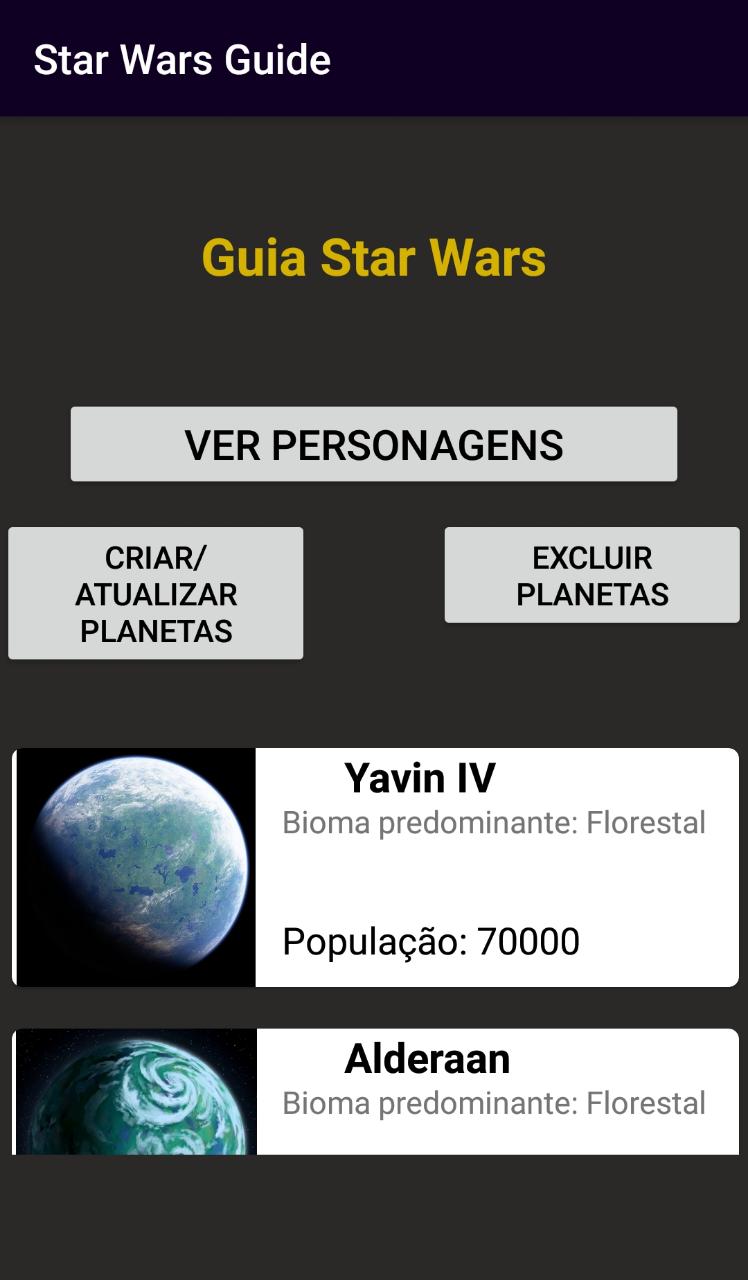 Star Wars Guide
Guia Star Wars
VER PERSONAGENS
CRIAR/
ATUALIZAR
PLANETAS
EXCLUIR
PLANETAS
Yavin IV
Bioma predominante: Florestal
População: 70000
Alderaan
Bioma predominante: Florestal